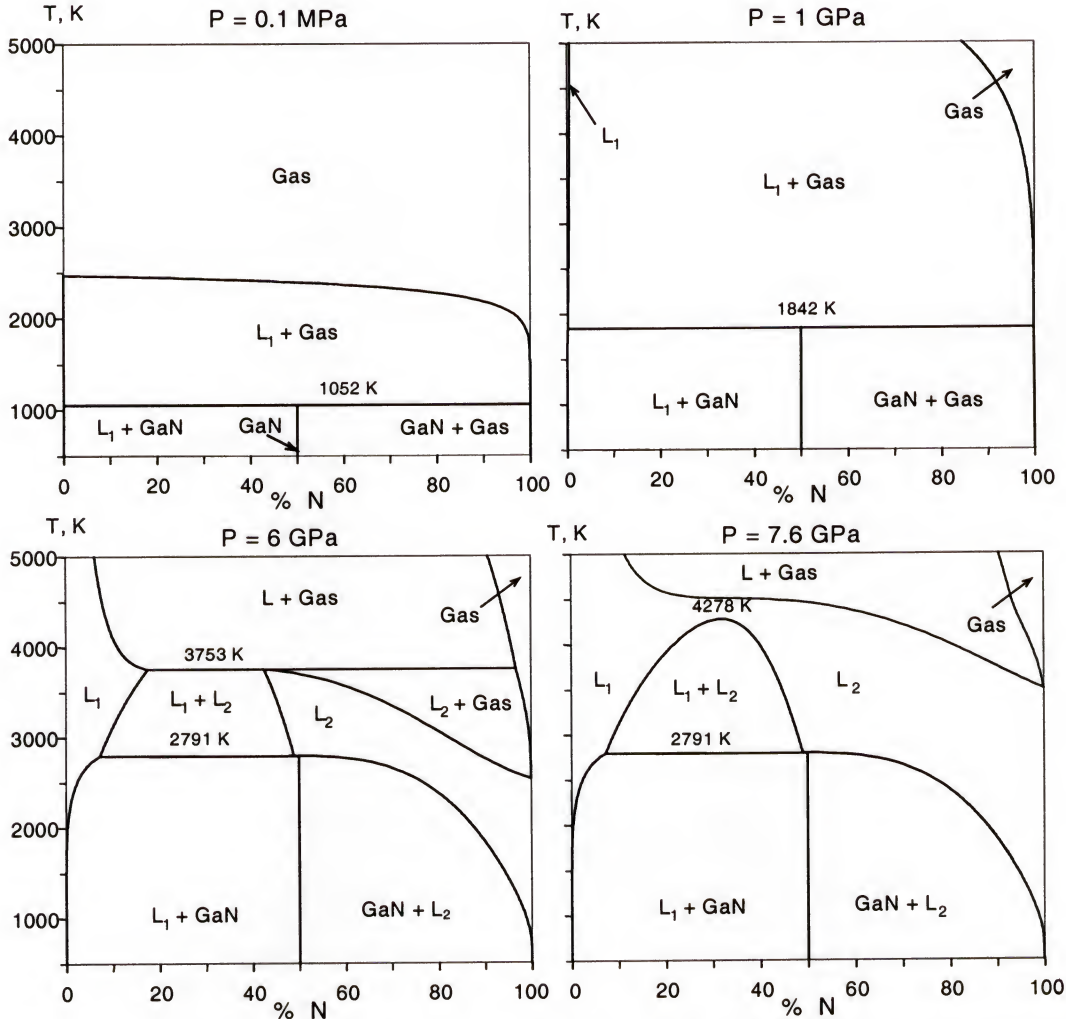 T, K
P = 0.1 MPa
5000
4000
3000
2000
1000
Gas
L₁ + Gas
1052 K
L₁ + GaN
GaN
GaN + Gas
0 20 40 60 80 100
% N
T, K
P = 1 GPa
Gas
L₁
L₁ + Gas
1842 K
L₁ + GaN
GaN + Gas
0 20 40 60 80 100
% N
T, K
P = 6 GPa
5000
4000
3000
2000
1000
L + Gas
Gas
3753 K
L₁
L₁ + L₂
L₂
L₂ + Gas
2791 K
L₁ + GaN
GaN + L₂
0 20 40 60 80 100
% N
T, K
P = 7.6 GPa
L + Gas
4278 K
Gas
L₁
L₁ + L₂
L₂
2791 K
L₁ + GaN
GaN + L₂
0 20 40 60 80 100
% N